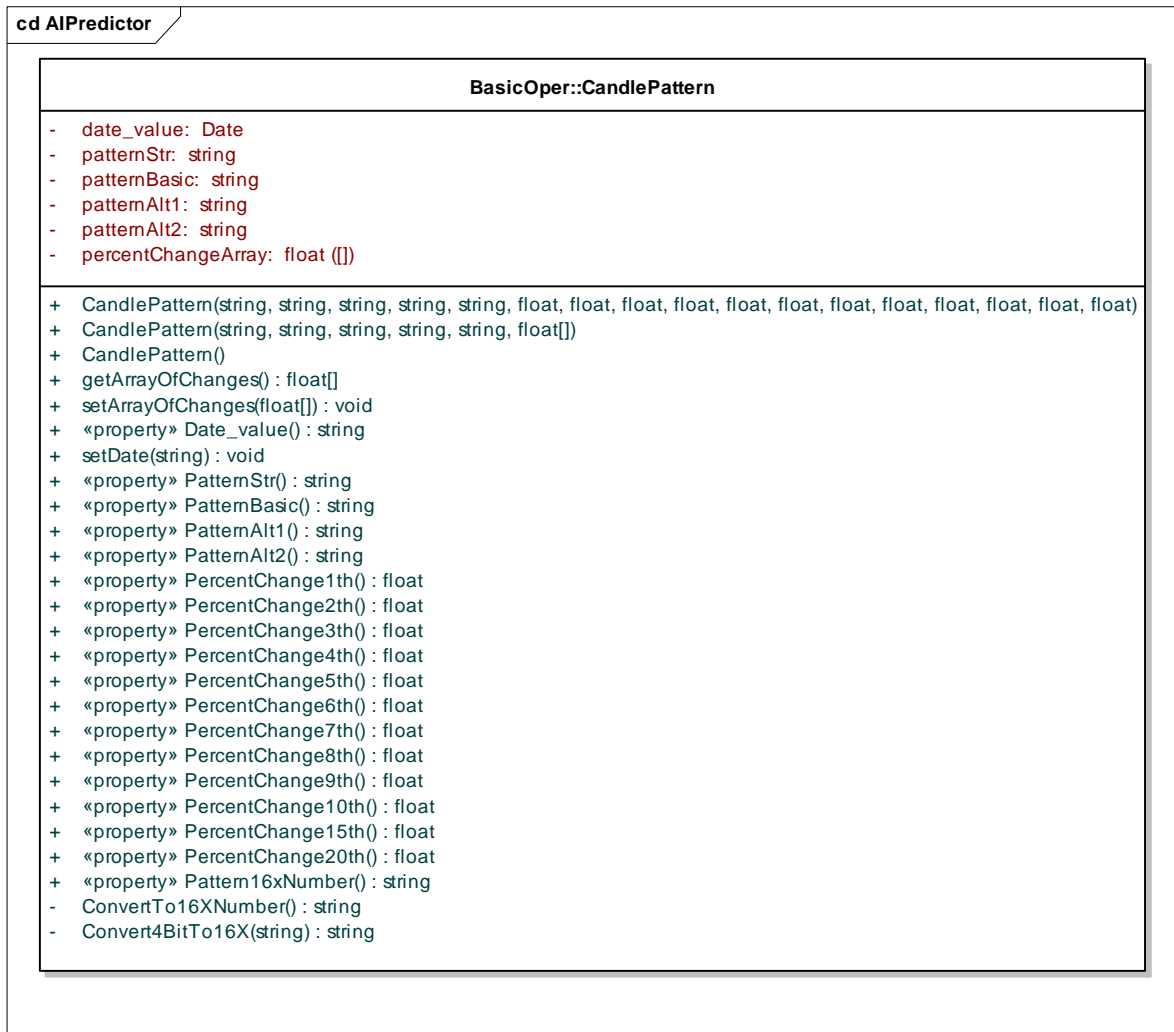 cd AIPredictor
BasicOper::CandlePattern
- date_value: Date
- patternStr: string
- patternBasic: string
- patternAlt1: string
- patternAlt2: string
- percentChangeArray: float ([])
+ CandlePattern(string, string, string, string, string, float, float, float, float, float, float, float, float, float, float, float, float)
+ CandlePattern(string, string, string, string, string, float[])
+ CandlePattern()
+ getArrayOfChanges() : float[]
+ setArrayOfChanges(float[]) : void
+ «property» Date_value() : string
+ setDate(string) : void
+ «property» PatternStr() : string
+ «property» PatternBasic() : string
+ «property» PatternAlt1() : string
+ «property» PatternAlt2() : string
+ «property» PercentChange1th() : float
+ «property» PercentChange2th() : float
+ «property» PercentChange3th() : float
+ «property» PercentChange4th() : float
+ «property» PercentChange5th() : float
+ «property» PercentChange6th() : float
+ «property» PercentChange7th() : float
+ «property» PercentChange8th() : float
+ «property» PercentChange9th() : float
+ «property» PercentChange10th() : float
+ «property» PercentChange15th() : float
+ «property» PercentChange20th() : float
+ «property» Pattern16xNumber() : string
- ConvertTo16XNumber() : string
- Convert4BitTo16X(string) : string